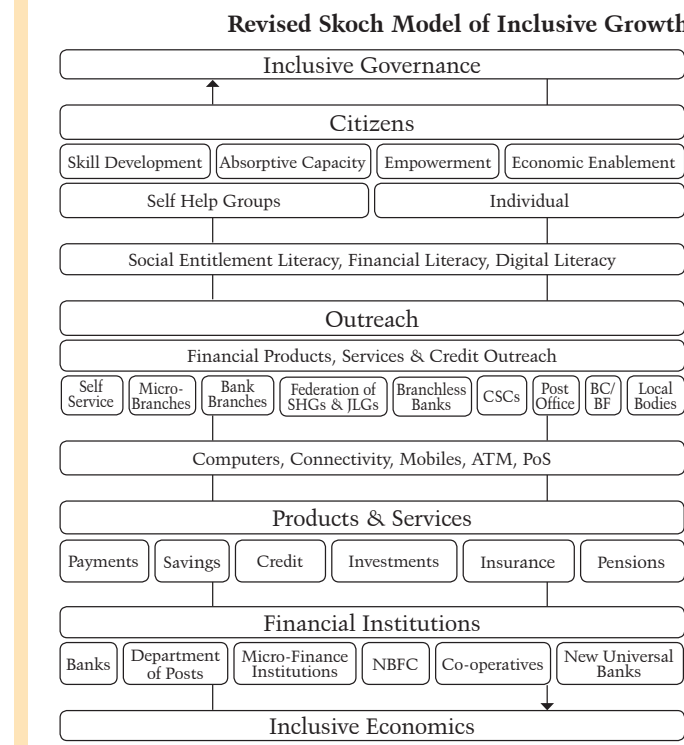 Revised Skoch Model of Inclusive Growth
Inclusive Governance
Citizens
Skill Development
Absorptive Capacity
Empowerment
Economic Enablement
Self Help Groups
Individual
Social Entitlement Literacy, Financial Literacy, Digital Literacy
Outreach
Financial Products, Services & Credit Outreach
Self
Service
Micro-
Branches
Bank
Branches
Federation of
SHGs & JLGs
Branchless
Banks
CSCs
Post
Office
BC/
BF
Local
Bodies
Computers, Connectivity, Mobiles, ATM, PoS
Products & Services
Payments
Savings
Credit
Investments
Insurance
Pensions
Financial Institutions
Banks
Department
of Posts
Micro-Finance
Institutions
NBFC
Co-operatives
New Universal
Banks
Inclusive Economics